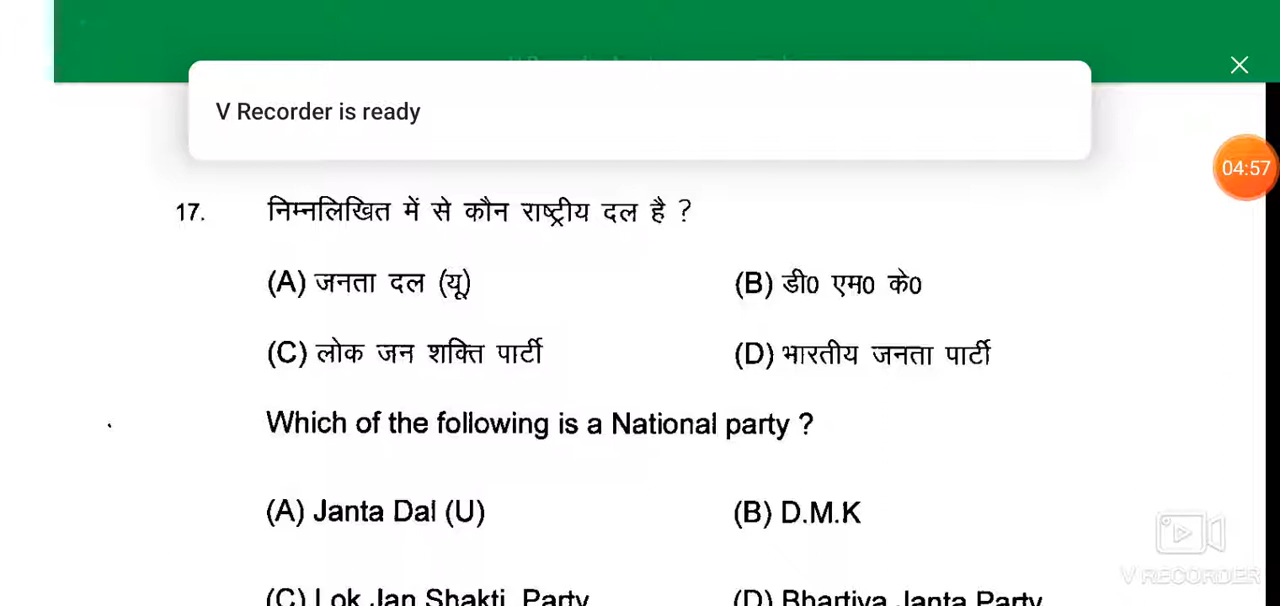 V Recorder is ready
04:57
17. निम्नलिखित में से कौन राष्ट्रीय दल है ?
(A) जनता दल (यू) (B) डी0 एम0 के0
(C) लोक जन शक्ति पार्टी (D) भारतीय जनता पार्टी
Which of the following is a National party ?
(A) Janta Dal (U) (B) D.M.K
(C) Lok Jan Shakti Party (D) Bhartiya Janta Party
V RECORDER